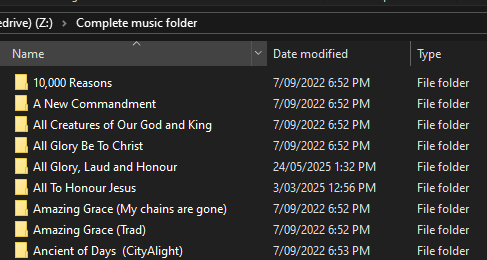 edrive) (Z:) > Complete music folder
Name Date modified Type
10,000 Reasons 7/09/2022 6:52 PM File folder
A New Commandment 7/09/2022 6:52 PM File folder
All Creatures of Our God and King 7/09/2022 6:52 PM File folder
All Glory Be To Christ 7/09/2022 6:52 PM File folder
All Glory, Laud and Honour 24/05/2025 1:32 PM File folder
All To Honour Jesus 3/03/2025 12:56 PM File folder
Amazing Grace (My chains are gone) 7/09/2022 6:52 PM File folder
Amazing Grace (Trad) 7/09/2022 6:52 PM File folder
Ancient of Days  (CityAlight) 7/09/2022 6:53 PM File folder